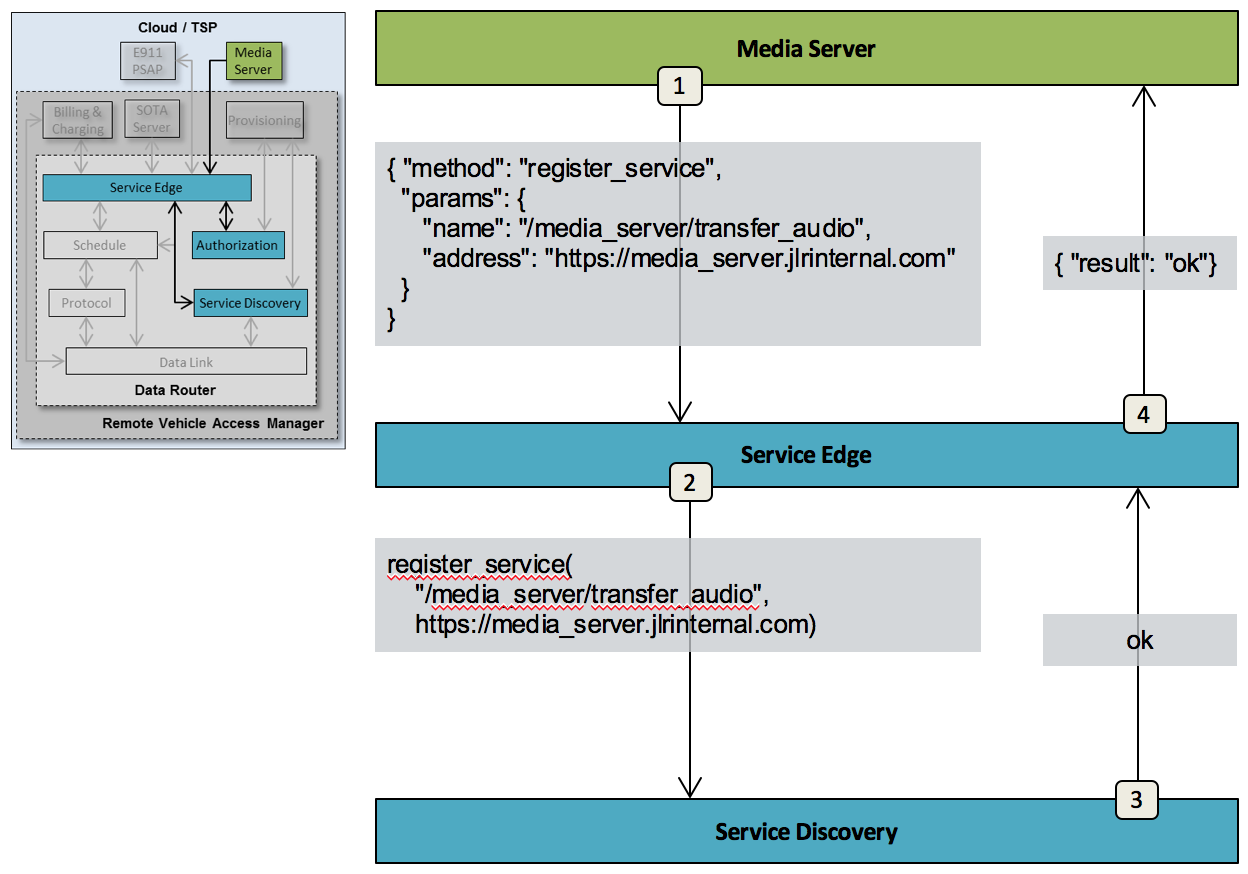 Cloud / TSP
E911
PSAP
Media
Server
Billing &
Charging
SOTA
Server
Provisioning
Service Edge
Schedule
Authorization
Protocol
Service Discovery
Data Link
Data Router
Remote Vehicle Access Manager
Media Server
1
{ "method": "register_service",
"params": {
"name": "/media_server/transfer_audio",
"address": "https://media_server.jlrinternal.com"
}
}
{ "result": "ok"}
4
Service Edge
2
register_service(
"/media_server/transfer_audio",
https://media_server.jlrinternal.com)
ok
3
Service Discovery